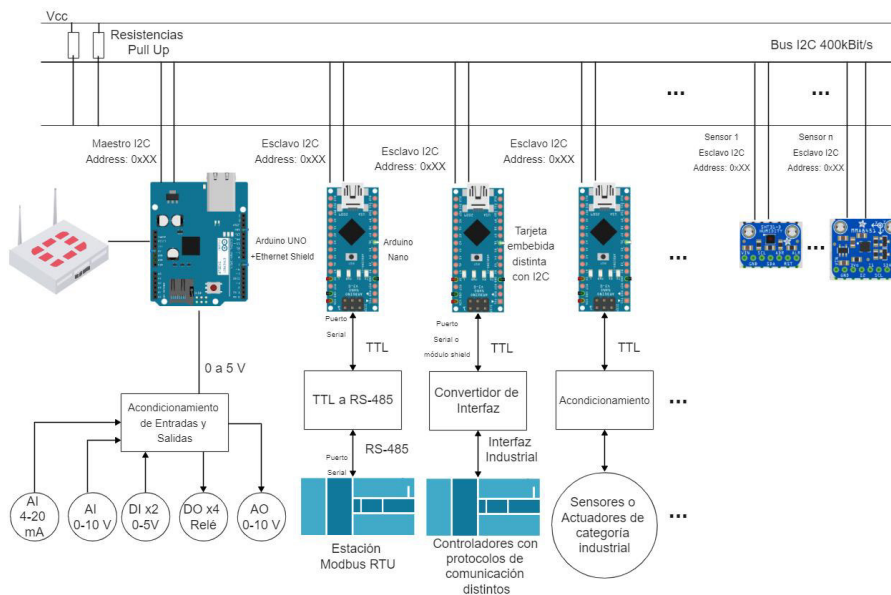 Vcc
Resistencias
Pull Up
Bus I2C 400kBit/s
...
...
Maestro I2C
Address: 0xXX
Esclavo I2C
Address: 0xXX
Esclavo I2C
Address: 0xXX
Esclavo I2C
Address: 0xXX
Sensor 1
Esclavo I2C
Address: 0xXX
Sensor n
Esclavo I2C
Address: 0xXX
Arduino UNO
+Ethernet Shield
Arduino
Nano
Tarjeta
embebida
distinta
con I2C
...
...
Puerto
Serial
TTL
Puerto
Serial o
módulo shield
TTL
TTL
0 a 5 V
Acondicionamiento
de Entradas y
Salidas
TTL a RS-485
Convertidor de
Interfaz
Acondicionamiento
...
RS-485
Puerto
Serial
Interfaz
Industrial
AI
4-20
mA
AI
0-10 V
DI x2
0-5V
DO x4
Relé
AO
0-10 V
Sensores o
Actuadores de
categoría
industrial
...
Estación
Modbus RTU
Controladores con
protocolos de
comunicación
distintos